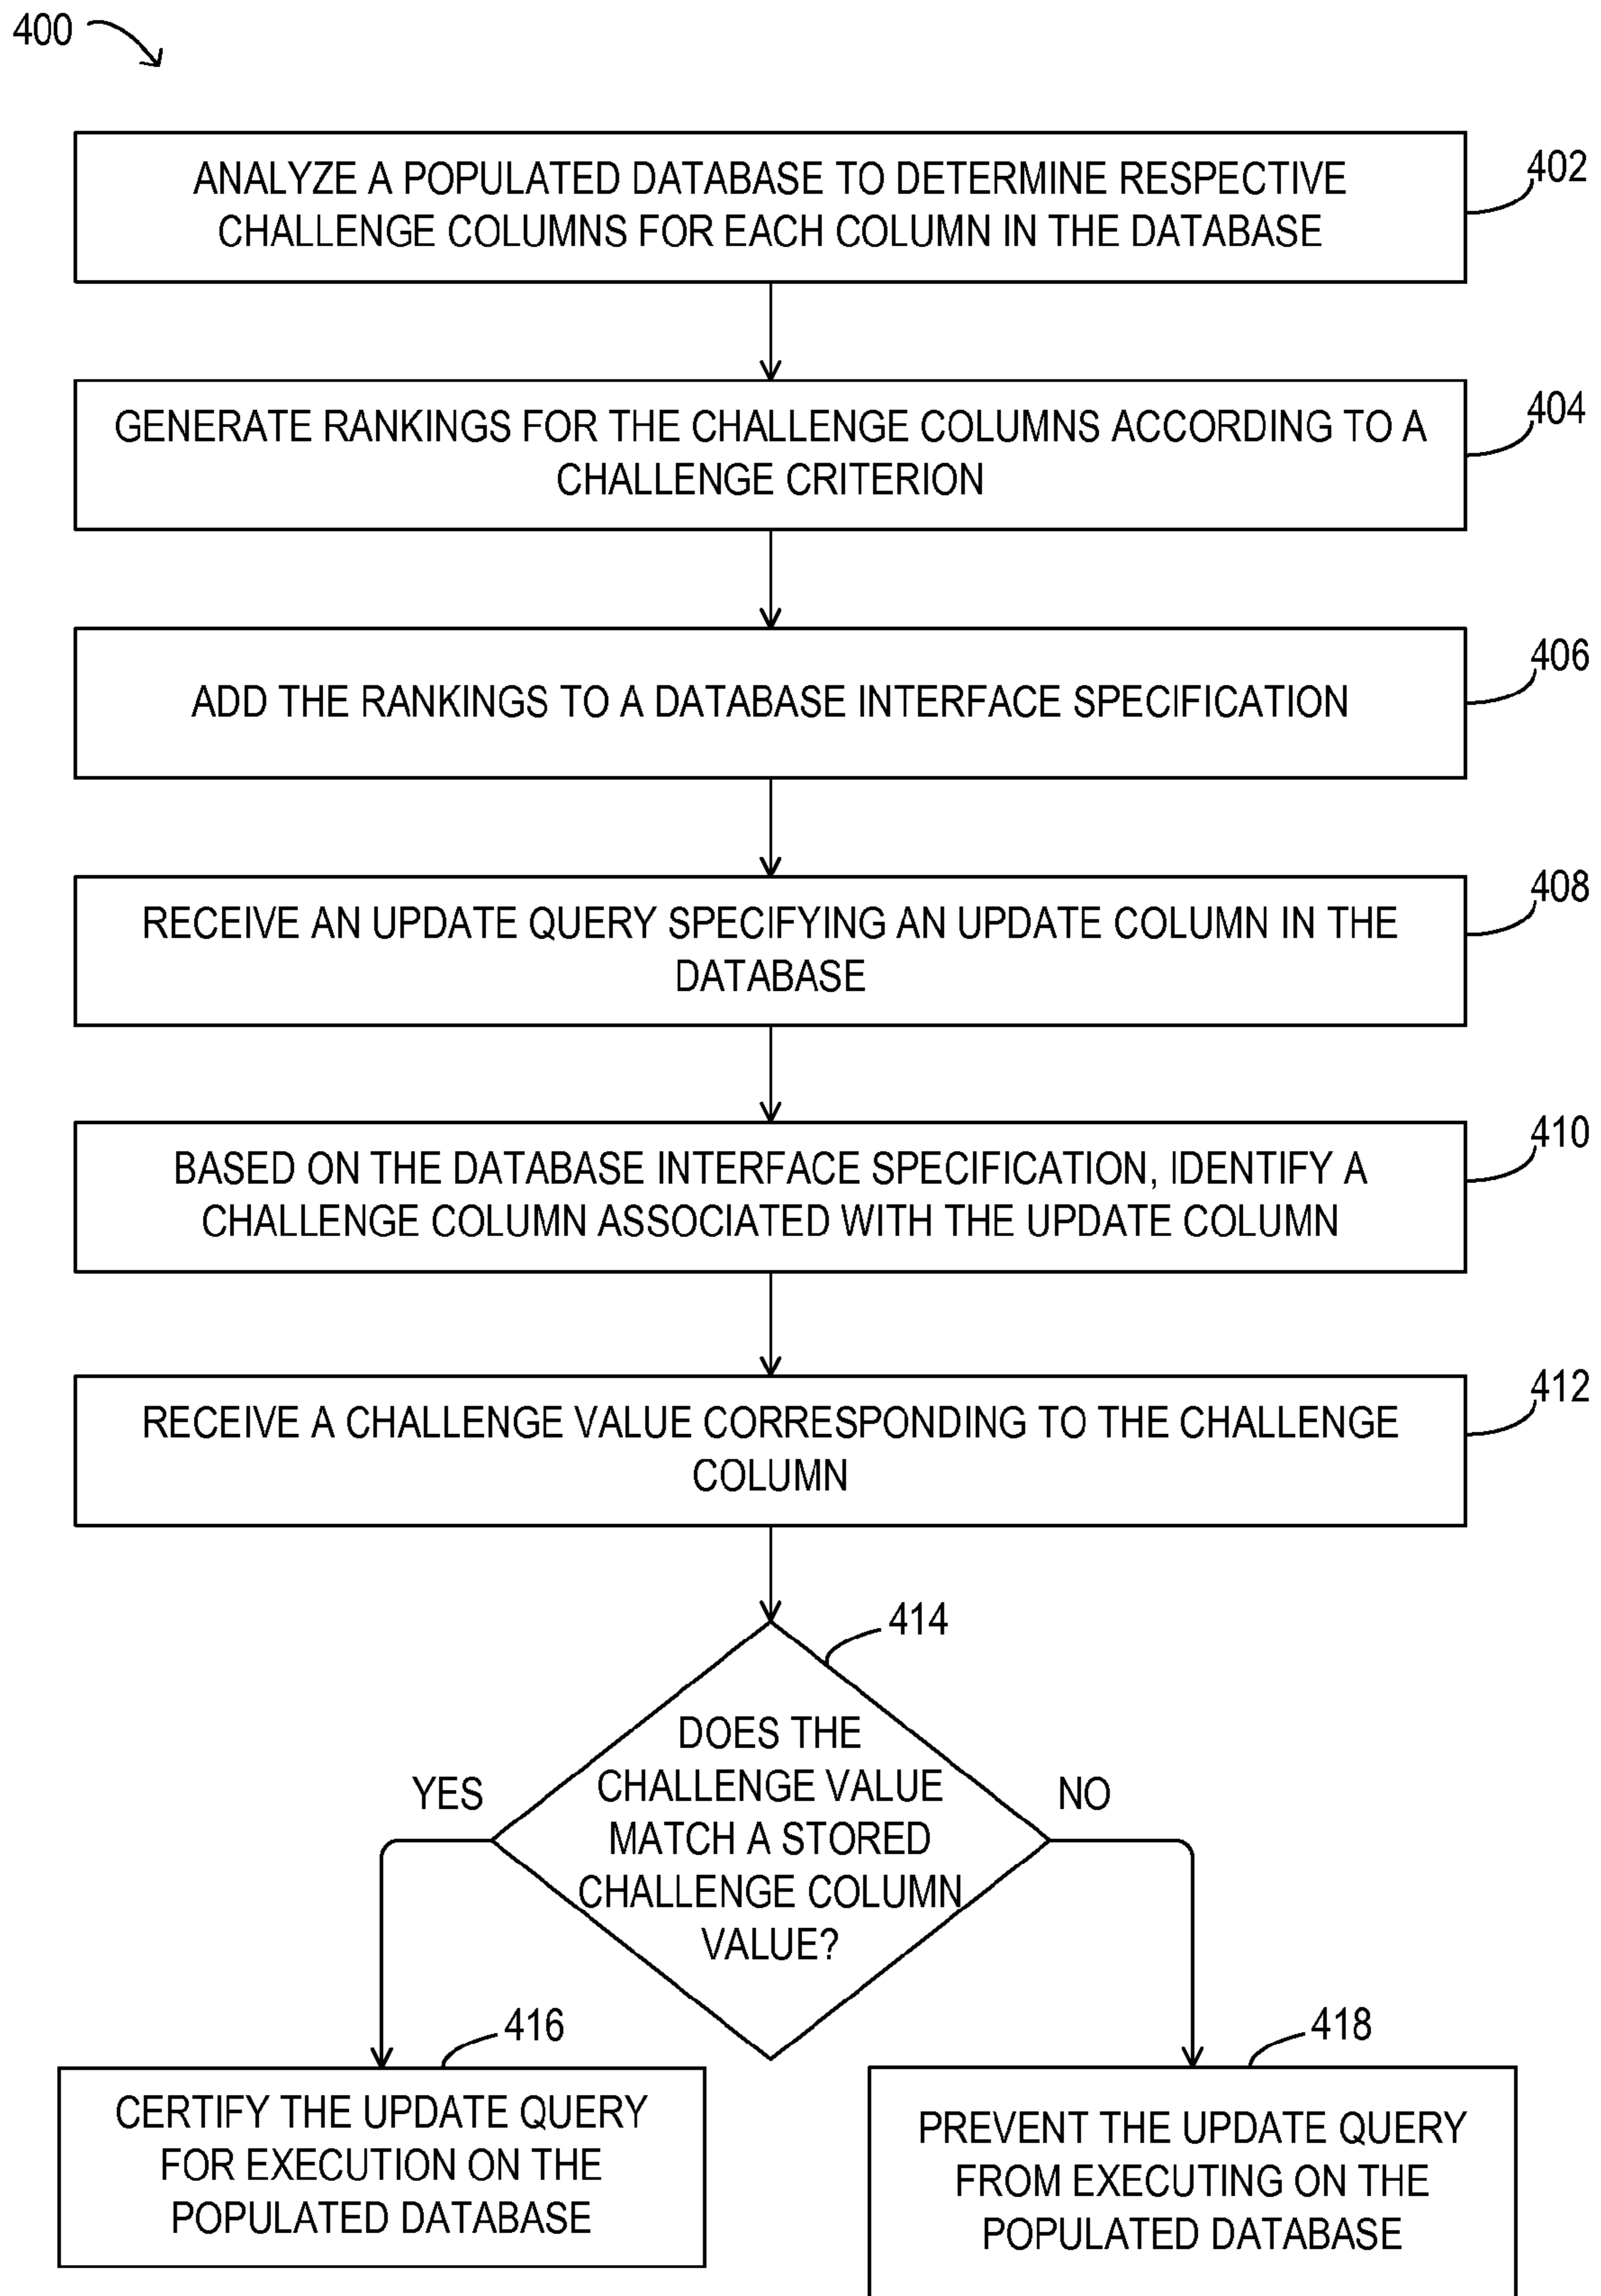 400
ANALYZE A POPULATED DATABASE TO DETERMINE RESPECTIVE
CHALLENGE COLUMNS FOR EACH COLUMN IN THE DATABASE
402
GENERATE RANKINGS FOR THE CHALLENGE COLUMNS ACCORDING TO A
CHALLENGE CRITERION
404
ADD THE RANKINGS TO A DATABASE INTERFACE SPECIFICATION
406
RECEIVE AN UPDATE QUERY SPECIFYING AN UPDATE COLUMN IN THE
DATABASE
408
BASED ON THE DATABASE INTERFACE SPECIFICATION, IDENTIFY A
CHALLENGE COLUMN ASSOCIATED WITH THE UPDATE COLUMN
410
RECEIVE A CHALLENGE VALUE CORRESPONDING TO THE CHALLENGE
COLUMN
412
414
DOES THE
CHALLENGE VALUE
MATCH A STORED
CHALLENGE COLUMN
VALUE?
YES
NO
416
CERTIFY THE UPDATE QUERY
FOR EXECUTION ON THE
POPULATED DATABASE
418
PREVENT THE UPDATE QUERY
FROM EXECUTING ON THE
POPULATED DATABASE